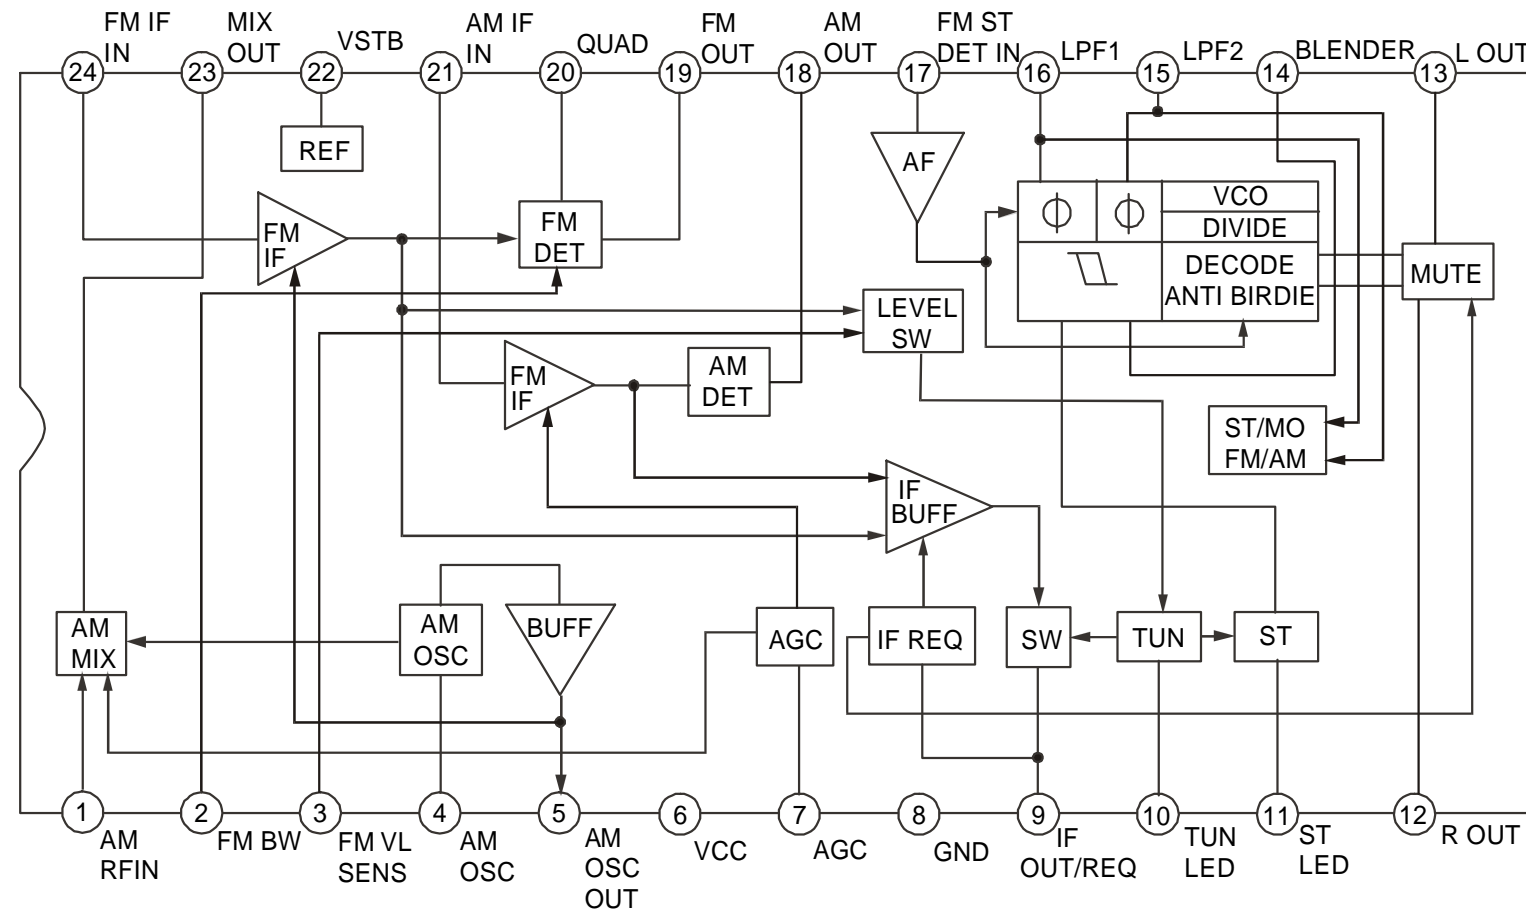 FM IF
IN
MIX
OUT
VSTB
AM IF
IN
QUAD
FM
OUT
AM
OUT
FM ST
DET IN
LPF1
LPF2
BLENDER
L OUT
24
23
22
21
20
19
18
17
16
15
14
13
REF
AF
FM
IF
FM
DET
VCO
DIVIDE
DECODE
ANTI BIRDIE
MUTE
LEVEL
SW
FM
IF
AM
DET
ST/MO
FM/AM
IF
BUFF
AM
MIX
AM
OSC
BUFF
AGC
IF REQ
SW
TUN
ST
1
2
3
4
5
6
7
8
9
10
11
12
AM
RFIN
FM BW
FM VL
SENS
AM
OSC
AM
OSC
OUT
VCC
AGC
GND
IF
OUT/REQ
TUN
LED
ST
LED
R OUT